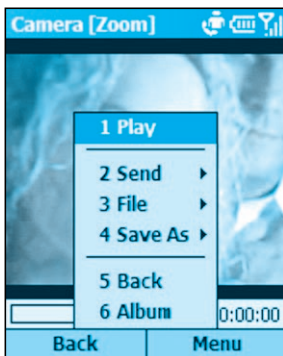 Camera [Zoom]
1 Play
2 Send
3 File
4 Save As
5 Back
6 Album
0:00:00
Back Menu